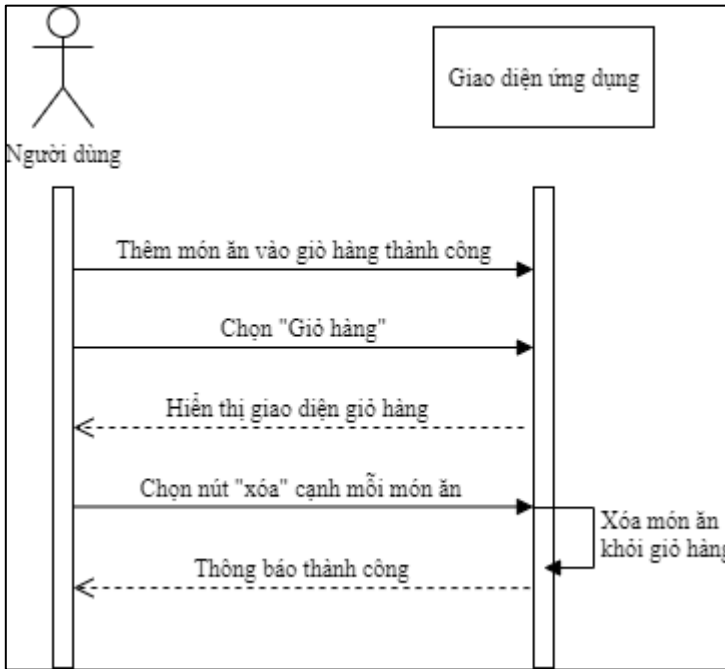 Giao diện ứng dụng
Người dùng
Thêm món ăn vào giỏ hàng thành công
Chọn "Giỏ hàng"
Hiển thị giao diện giỏ hàng
Chọn nút "xóa" cạnh mỗi món ăn
Xóa món ăn
khỏi giỏ hàng
Thông báo thành công